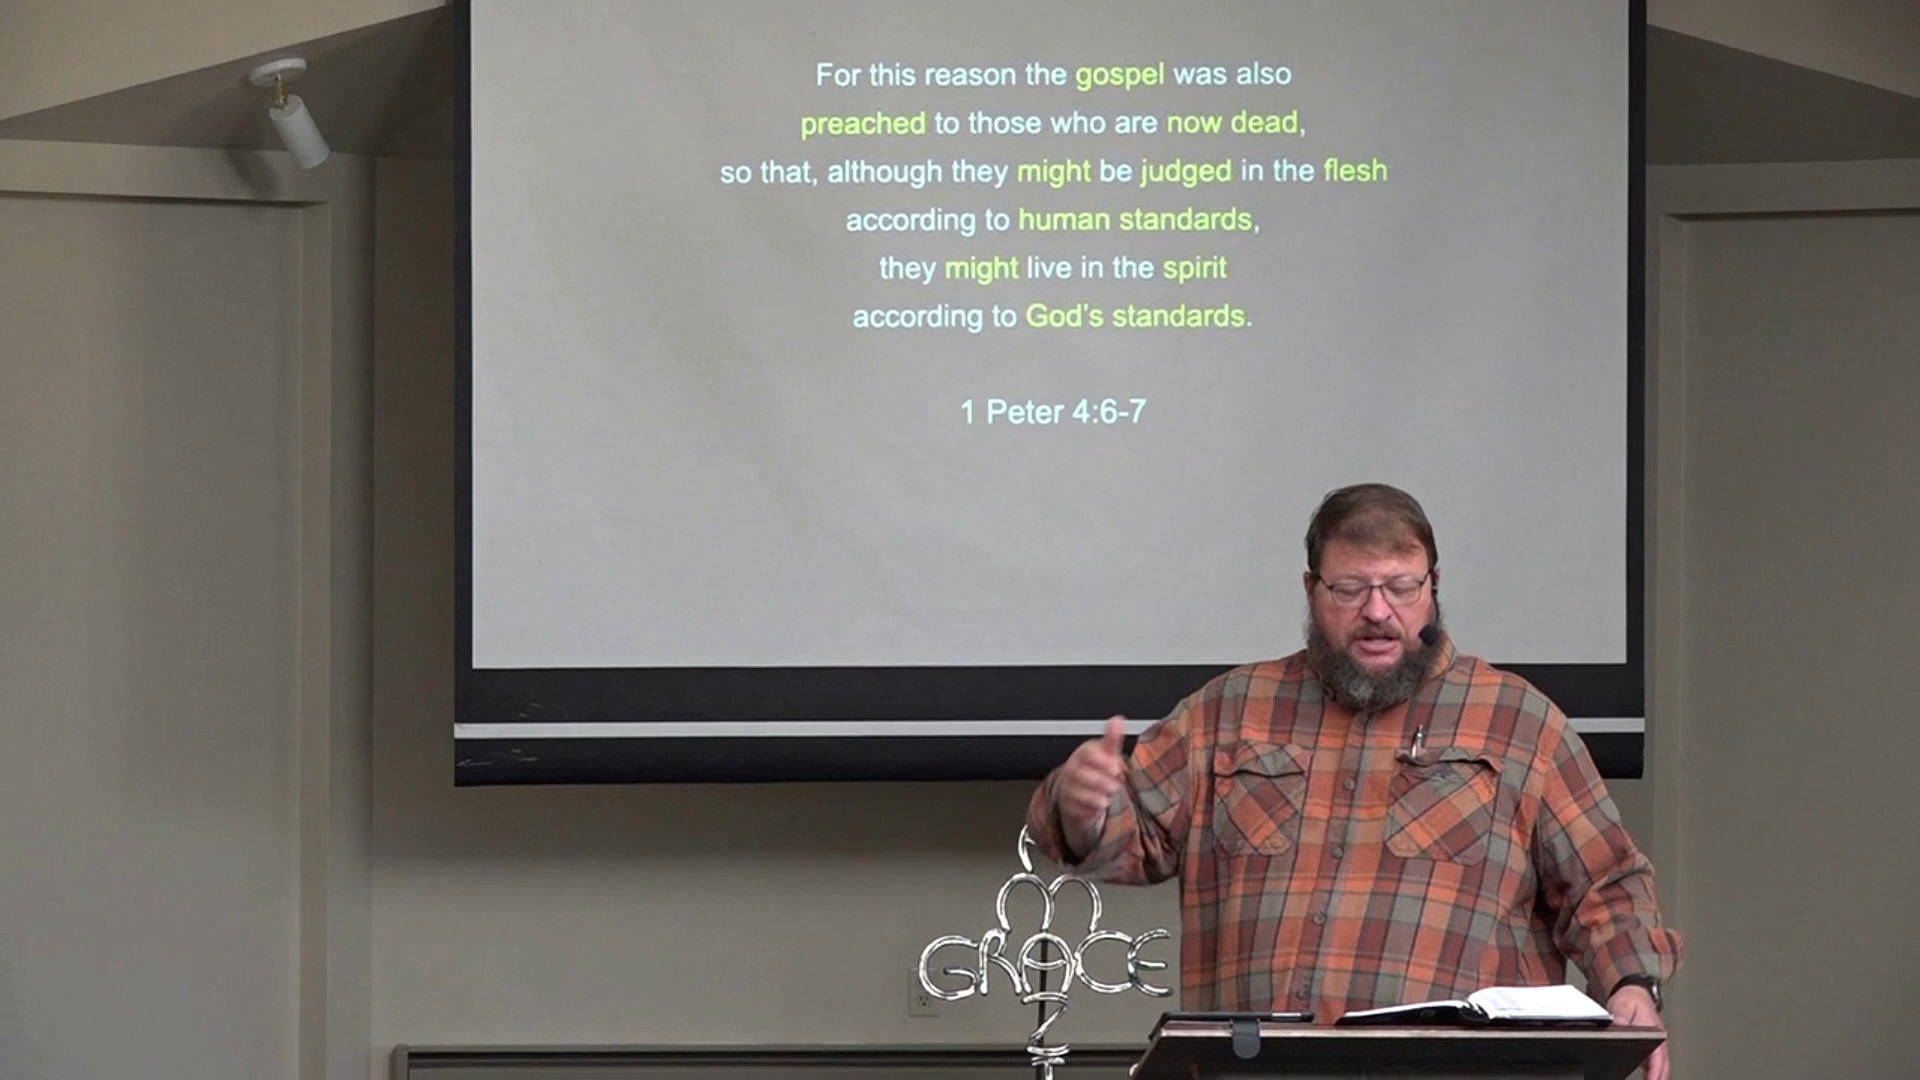 For this reason the gospel was also
preached to those who are now dead,
so that, although they might be judged in the flesh
according to human standards,
they might live in the spirit
according to God's standards.
1 Peter 4:6-7
GRACE